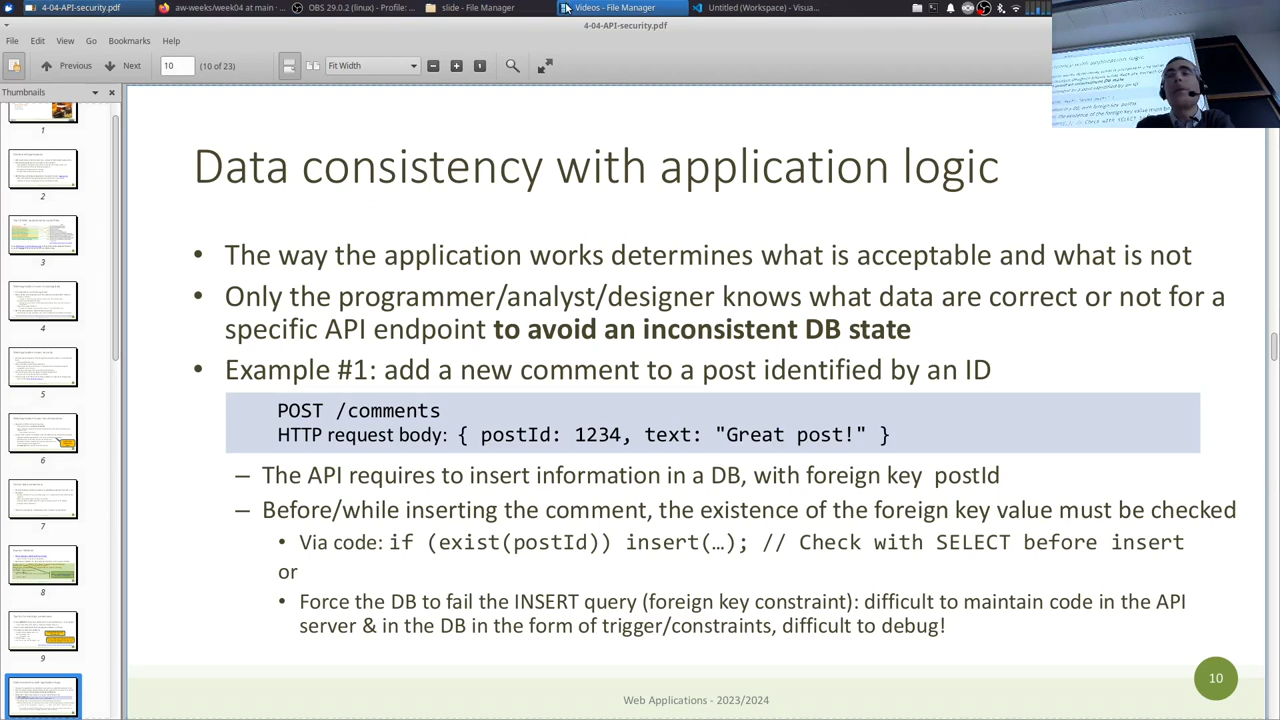 4-04-API-security.pdf
aw-weeks/week04 at main ·
OBS 29.0.2 (linux) - Profile: ...
slide - File Manager
Videos - File Manager
Untitled (Workspace) - Visua...
4-04-API-security.pdf
File Edit View Go Bookmarks Help
Previous Next 10 (10 of 23) Fit Width
Thumbnails
1
2
3
4
5
6
7
8
9
Data consistency with application logic
• The way the application works determines what is acceptable and what is not
• Only the programmer/analyst/designer knows what data are correct or not for a
specific API endpoint to avoid an inconsistent DB state
• Example #1: add a new comment to a post identified by an ID
POST /comments
HTTP request body: { postId: 1234, text: "Great post!" }
– The API requires to insert information in a DB, with foreign key postId
– Before/while inserting the comment, the existence of the foreign key value must be checked
• Via code: if (exist(postId)) insert(…): // Check with SELECT before insert
or
• Force the DB to fail the INSERT query (foreign key constraint): difficult to maintain code in the API
server & in the DB in the form of trigger/constraints, difficult to debug!
10
Web Applications - 2023/2024